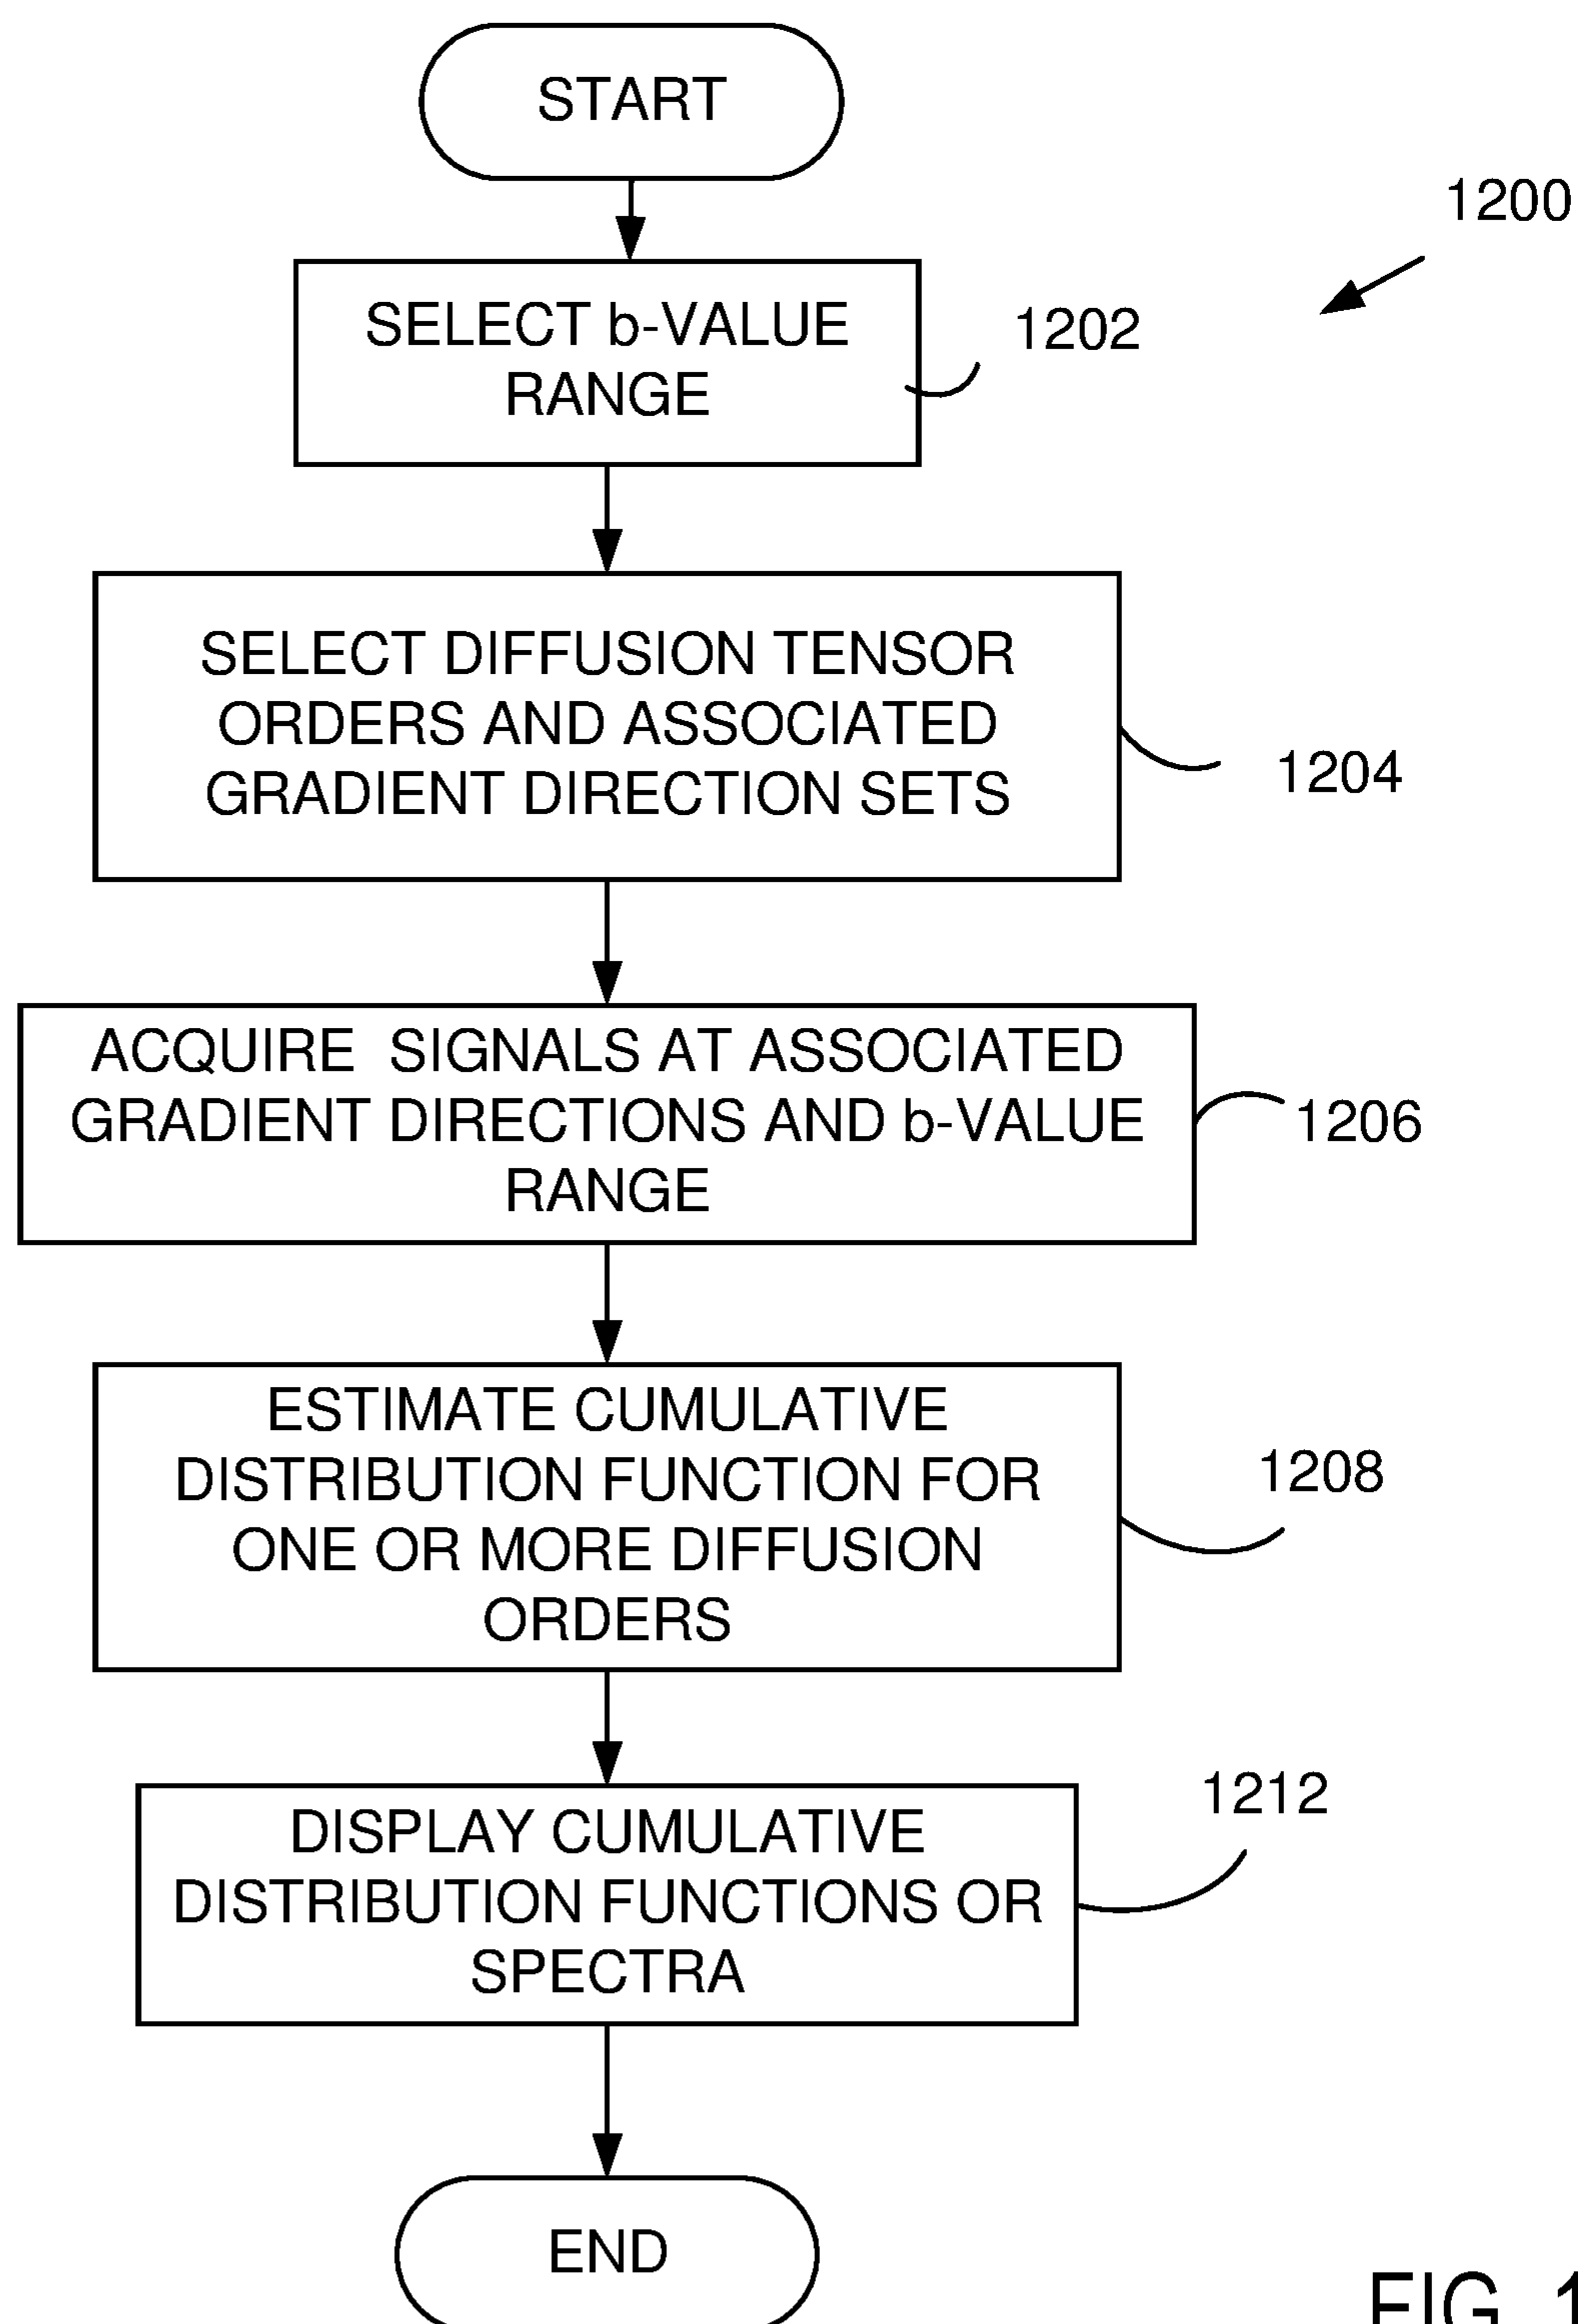 START
1200
SELECT b-VALUE
RANGE
1202
SELECT DIFFUSION TENSOR
ORDERS AND ASSOCIATED
GRADIENT DIRECTION SETS
1204
ACQUIRE SIGNALS AT ASSOCIATED
GRADIENT DIRECTIONS AND b-VALUE
RANGE
1206
ESTIMATE CUMULATIVE
DISTRIBUTION FUNCTION FOR
ONE OR MORE DIFFUSION
ORDERS
1208
DISPLAY CUMULATIVE
DISTRIBUTION FUNCTIONS OR
SPECTRA
1212
END
FIG. 1